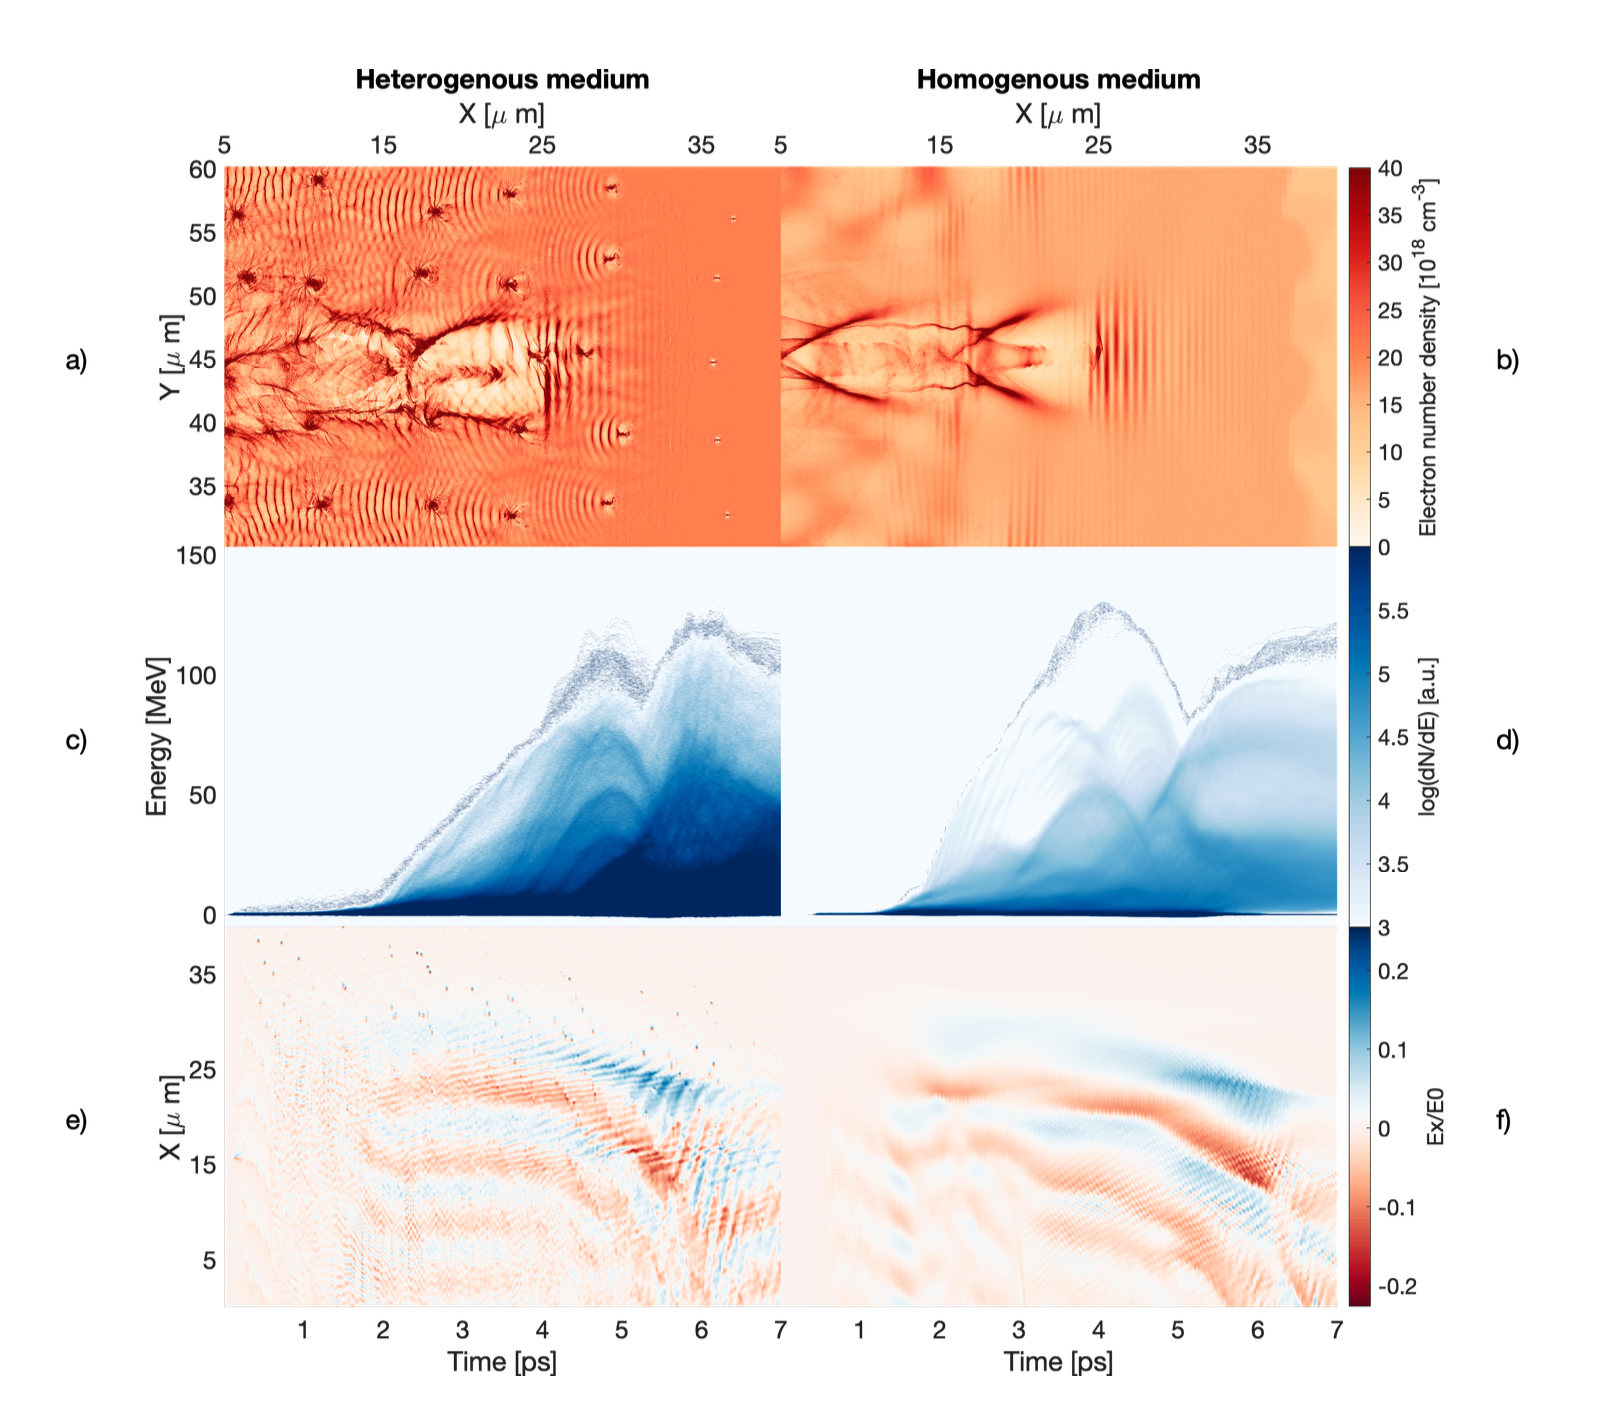 Heterogenous medium Homogenous medium
X [μ m] X [μ m]
5 15 25 35 5 15 25 35
a)
Y [μ m]
60
55
50
45
40
35
b)
40
35
30
25
20
15
10
5
0
Electron number density [10^18 cm^-3]
c)
Energy [MeV]
150
100
50
0
d)
5.5
5
4.5
4
3.5
3
log(dN/dE) [a.u.]
e)
X [μ m]
35
25
15
5
f)
0.2
0.1
0
-0.1
-0.2
Ex/E0
1 2 3 4 5 6 7 1 2 3 4 5 6 7
Time [ps] Time [ps]